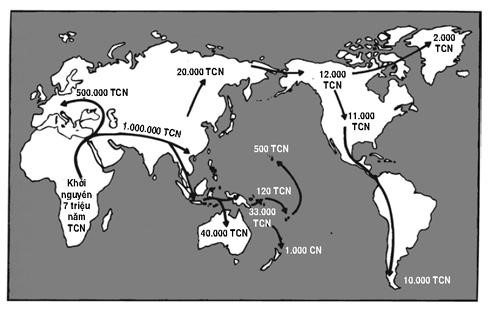 2.000 TCN
20.000 TCN
12.000
TCN
500.000 TCN
11.000
TCN
1.000.000 TCN
500 TCN
Khởi
nguyên
7 triệu
năm
TCN
120 TCN
33.000
TCN
40.000 TCN
1.000 CN
10.000 TCN